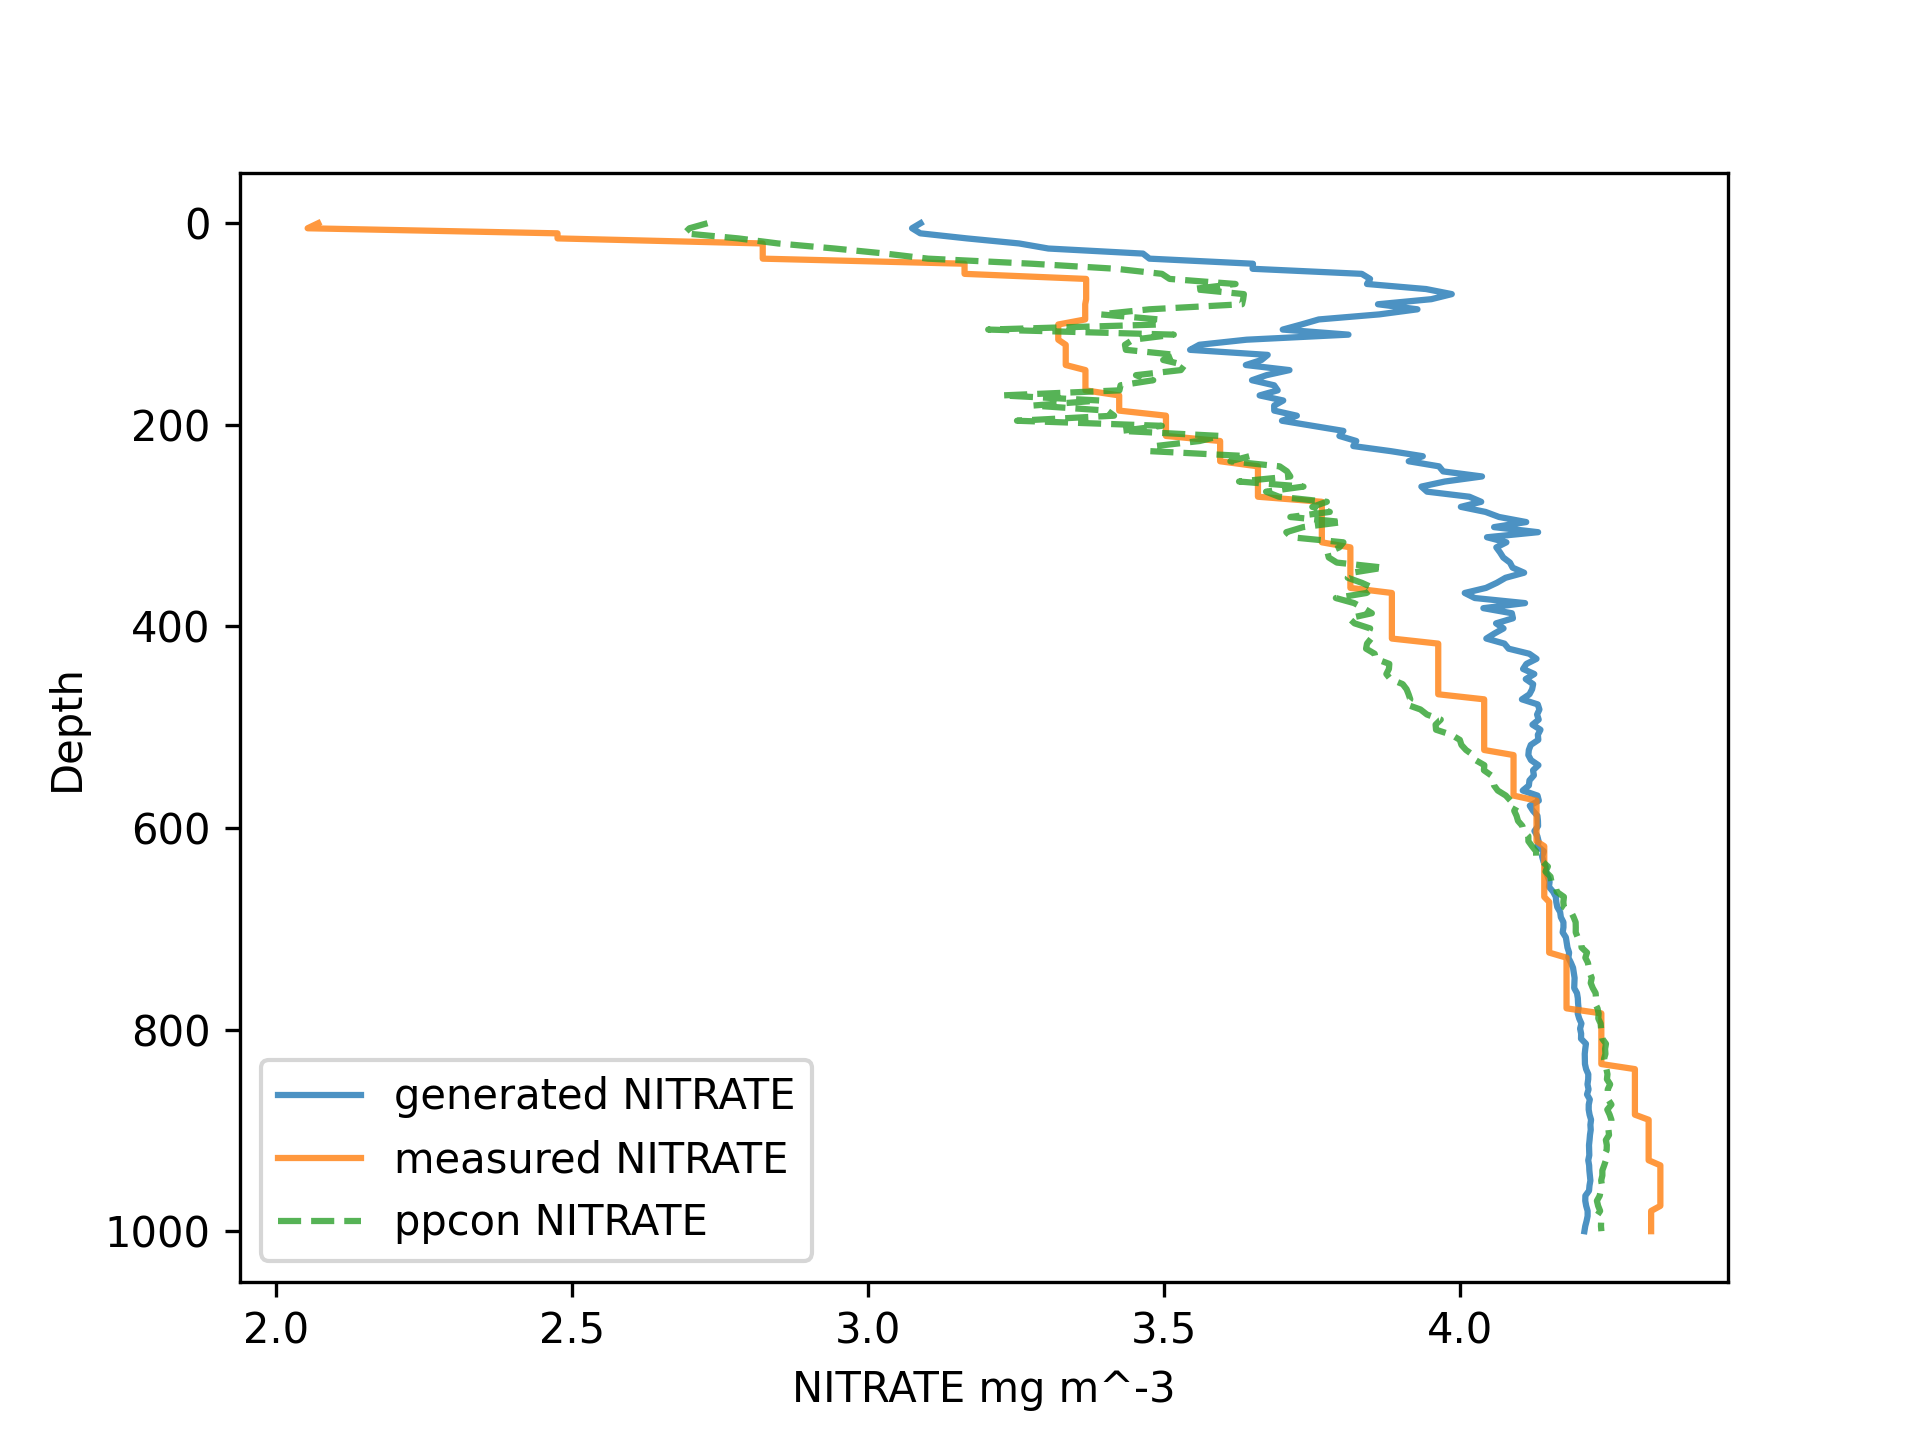 0
200
400
600
800
1000
Depth
generated NITRATE
measured NITRATE
ppcon NITRATE
2.0 2.5 3.0 3.5 4.0
NITRATE mg m^-3